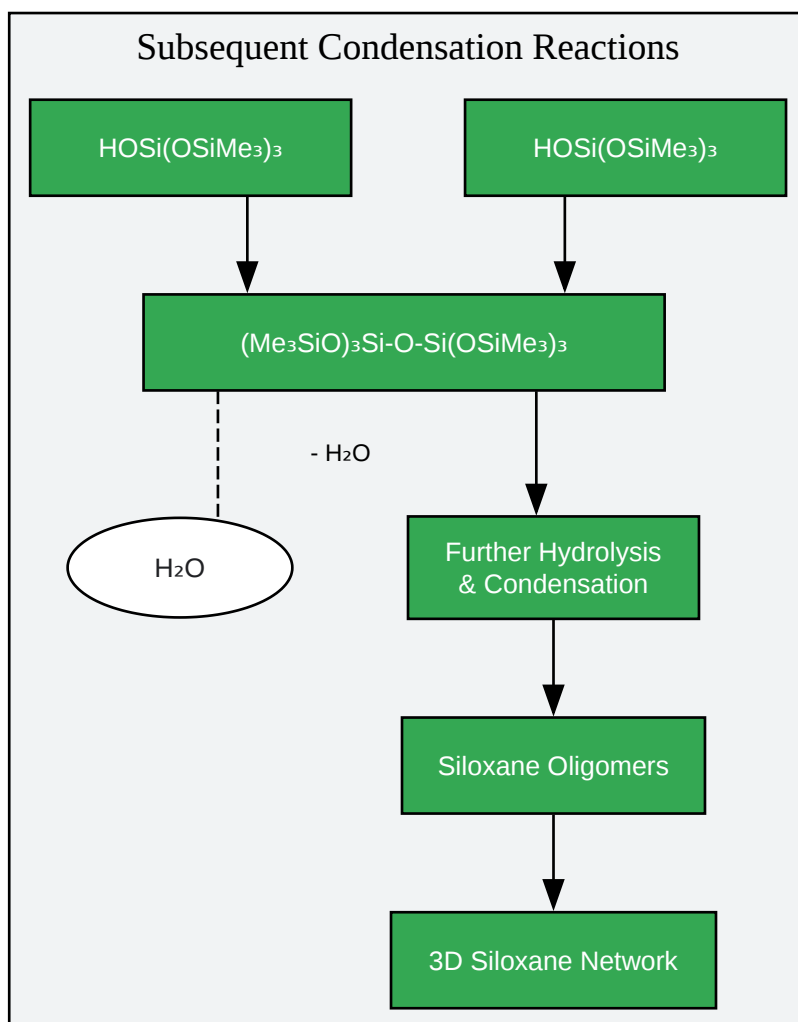 Subsequent Condensation Reactions
HOSi(OSiMe₃)₃
HOSi(OSiMe₃)₃
(Me₃SiO)₃Si-O-Si(OSiMe₃)₃
- H₂O
H₂O
Further Hydrolysis
& Condensation
Siloxane Oligomers
3D Siloxane Network